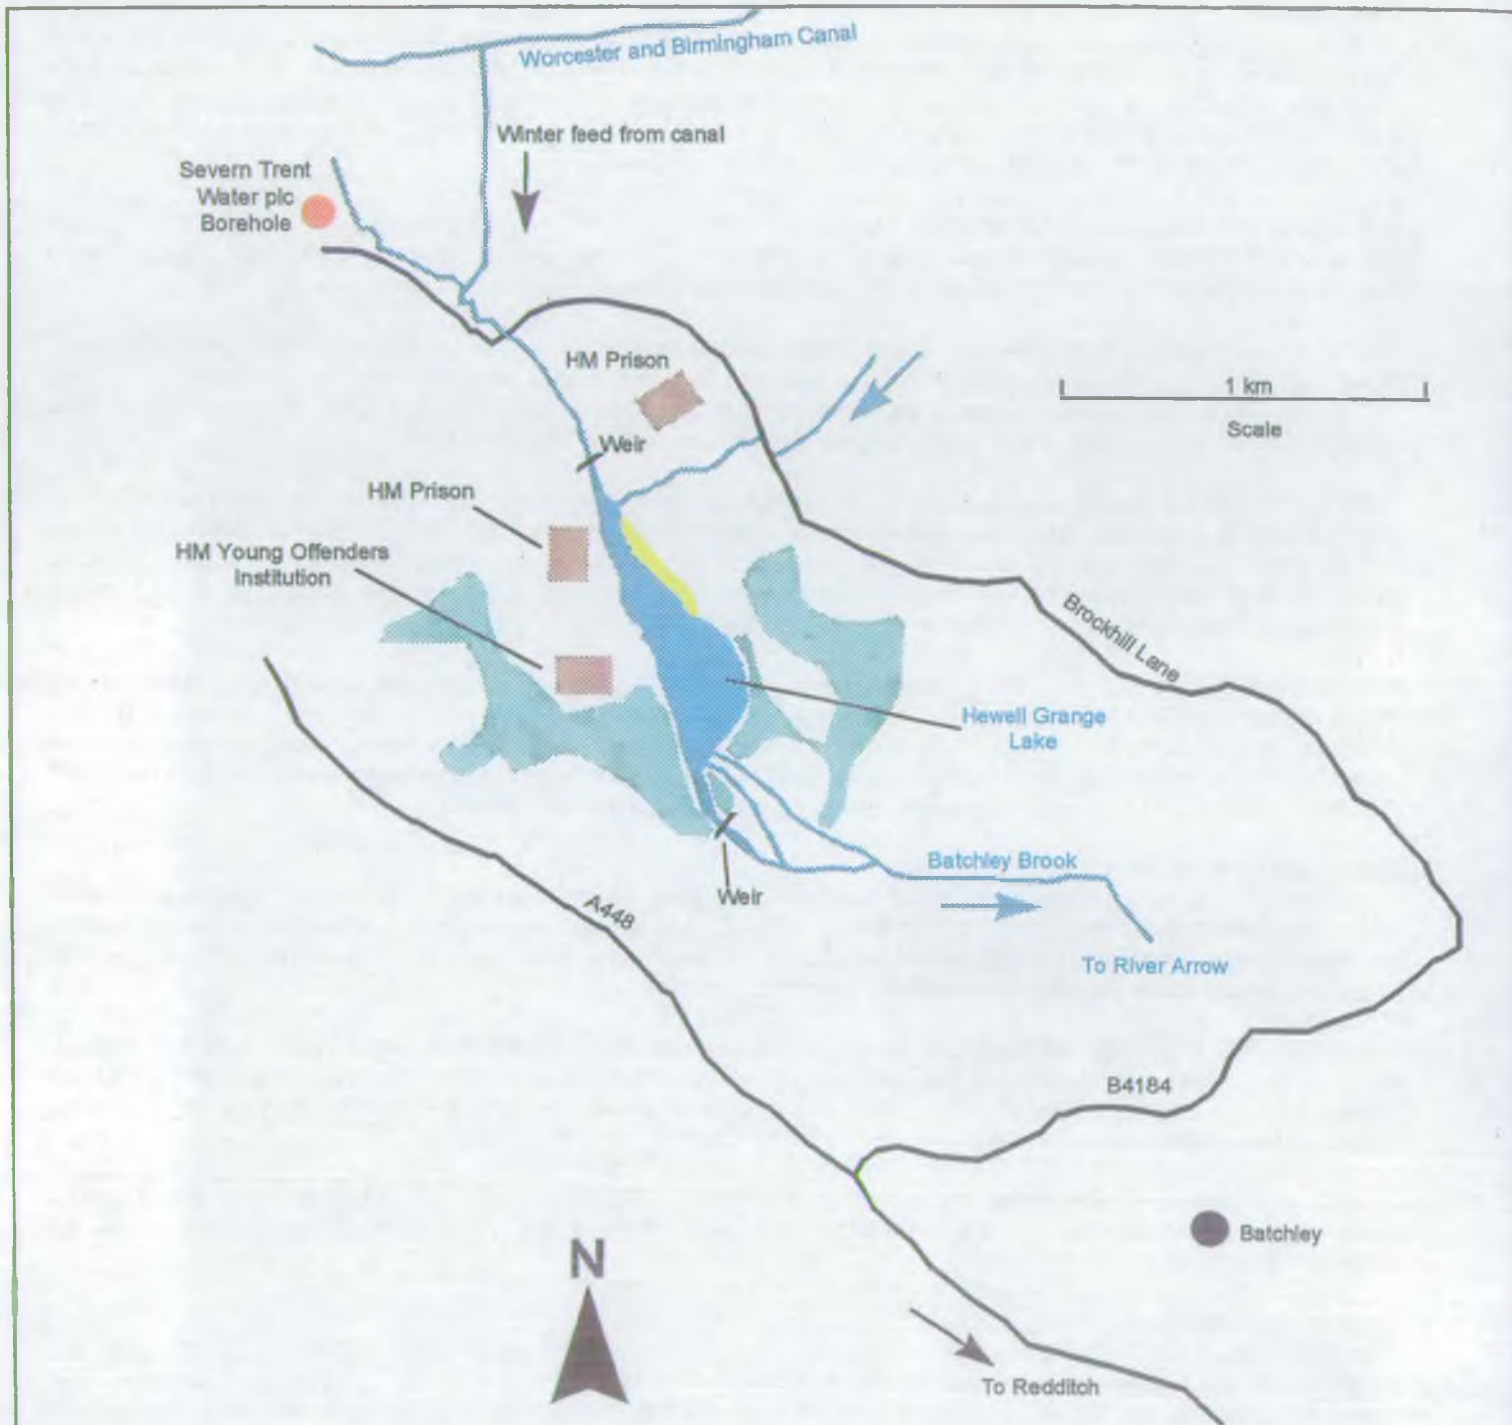 Worcester and Birmingham Canal
Winter feed from canal
Severn Trent
Water plc
Borehole
HM Prison
1 km
Scale
Weir
HM Prison
HM Young Offenders
Institution
Brockhill Lane
Hewell Grange
Lake
Batchley Brook
Weir
A448
To River Arrow
B4184
Batchley
N
To Redditch